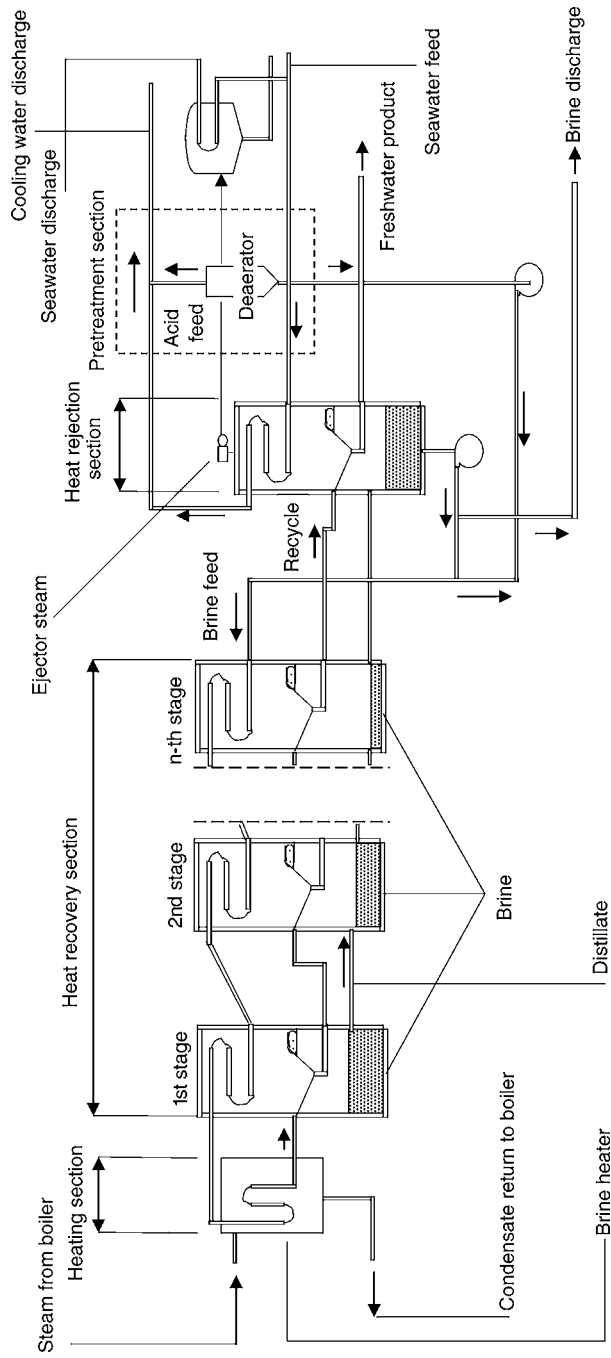 Steam from boiler
Heating section
Heat recovery section
1st stage
2nd stage
n-th stage
Ejector steam
Brine feed
Recycle
Heat rejection
section
Pretreatment section
Acid
feed
Deaerator
Cooling water discharge
Seawater discharge
Seawater feed
Freshwater product
Brine discharge
Brine
Distillate
Condensate return to boiler
Brine heater